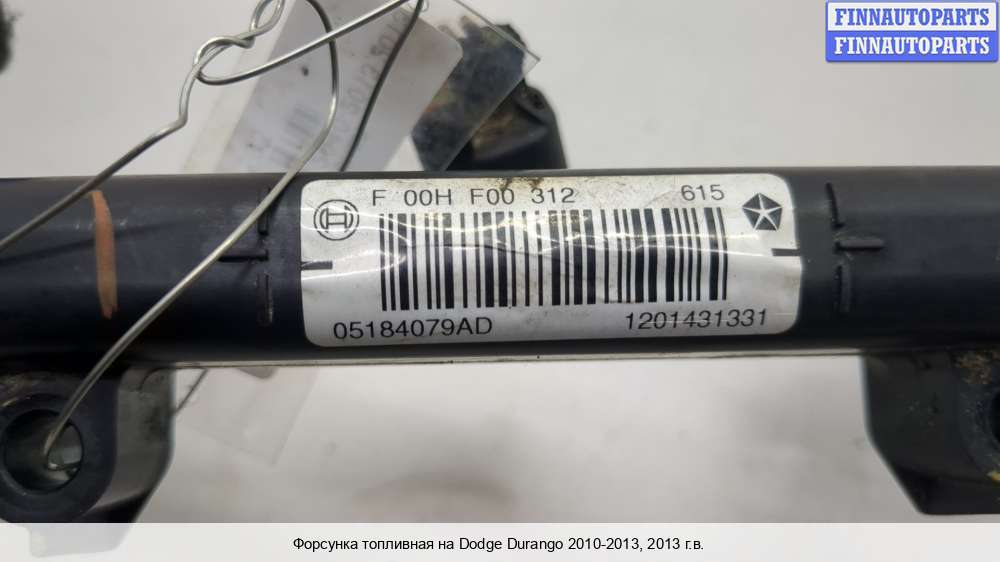 FINNAUTOPARTS
FINNAUTOPARTS
F 00H F00 312 615
05184079AD 1201431331
Форсунка топливная на Dodge Durango 2010-2013, 2013 г.в.